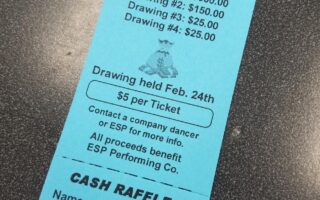 Drawing #2: $150.00
Drawing #3: $25.00
Drawing #4: $25.00
Drawing held Feb. 24th
$5 per Ticket
Contact a company dancer
or ESP for more info.
All proceeds benefit
ESP Performing Co.
CASH RAFFLE
Name